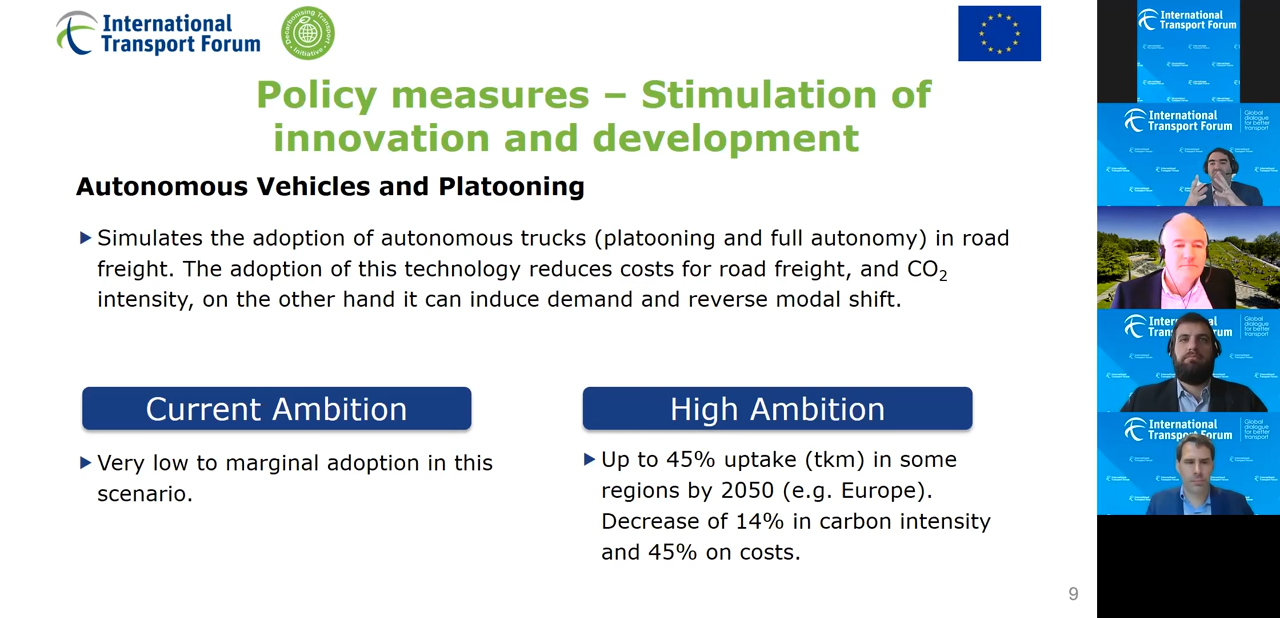 International
Transport Forum
Decarbonising Transport
Initiative
Policy measures – Stimulation of
innovation and development
Autonomous Vehicles and Platooning
Simulates the adoption of autonomous trucks (platooning and full autonomy) in road
freight. The adoption of this technology reduces costs for road freight, and CO₂
intensity, on the other hand it can induce demand and reverse modal shift.
Current Ambition
Very low to marginal adoption in this
scenario.
High Ambition
Up to 45% uptake (tkm) in some
regions by 2050 (e.g. Europe).
Decrease of 14% in carbon intensity
and 45% on costs.
9
International
Transport Forum
International
Transport Forum
Global
dialogue
for better
transport
Global
dialogue
for better
transport
International
Transport Forum
Global
dialogue
for better
transport